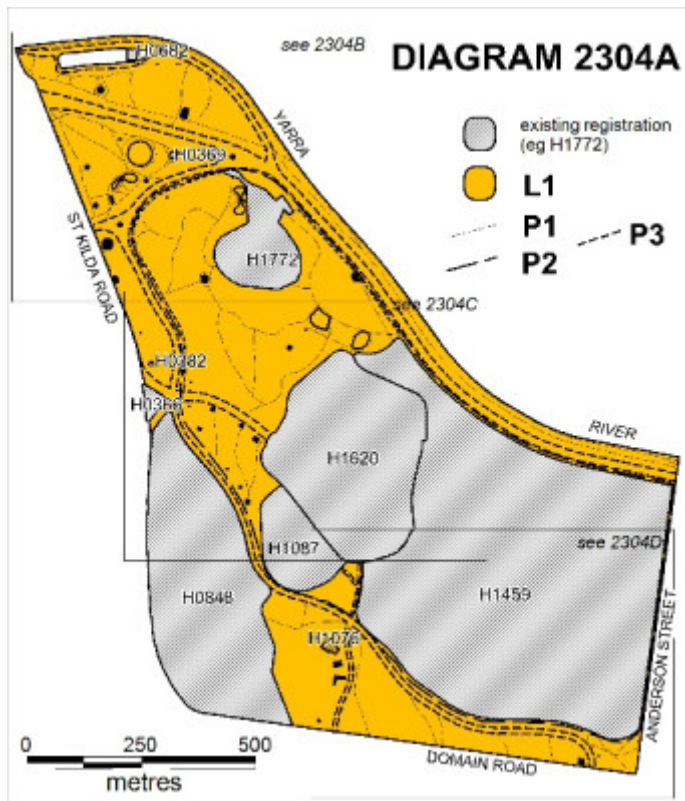 see 2304B
DIAGRAM 2304A
H0682
YARRA
existing registration
(eg H1772)
L1
H0369
P1
P2
P3
ST KILDA ROAD
H1772
see 2304C
H0382
H0366
RIVER
H1620
H1087
see 2304D
H0848
H1459
ANDERSON STREET
H1076
0 250 500
metres
DOMAIN ROAD